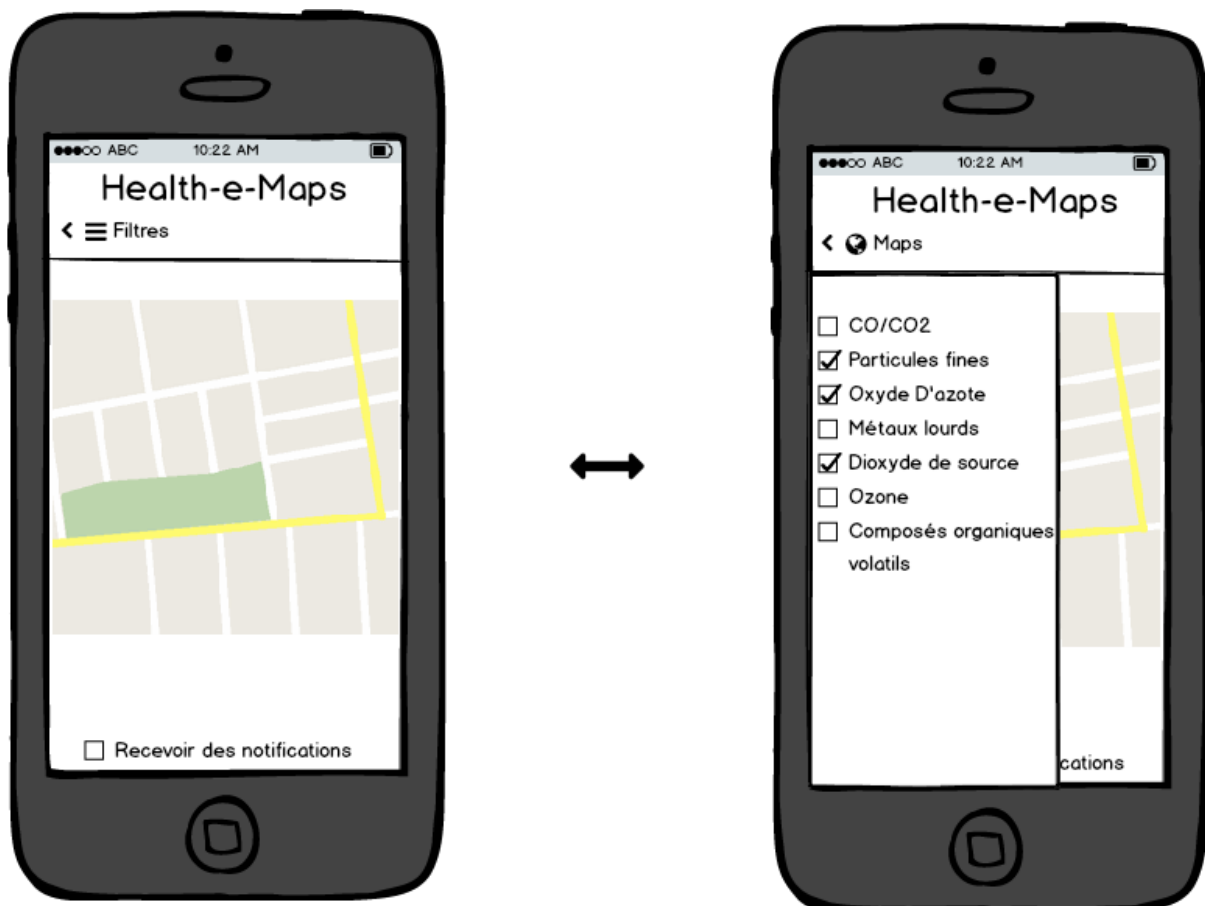 ABC 10:22 AM
Health-e-Maps
Filtres
Recevoir des notifications
ABC 10:22 AM
Health-e-Maps
Maps
CO/CO2
Particules fines
Oxyde D'azote
Métaux lourds
Dioxyde de source
Ozone
Composés organiques
volatils
cations